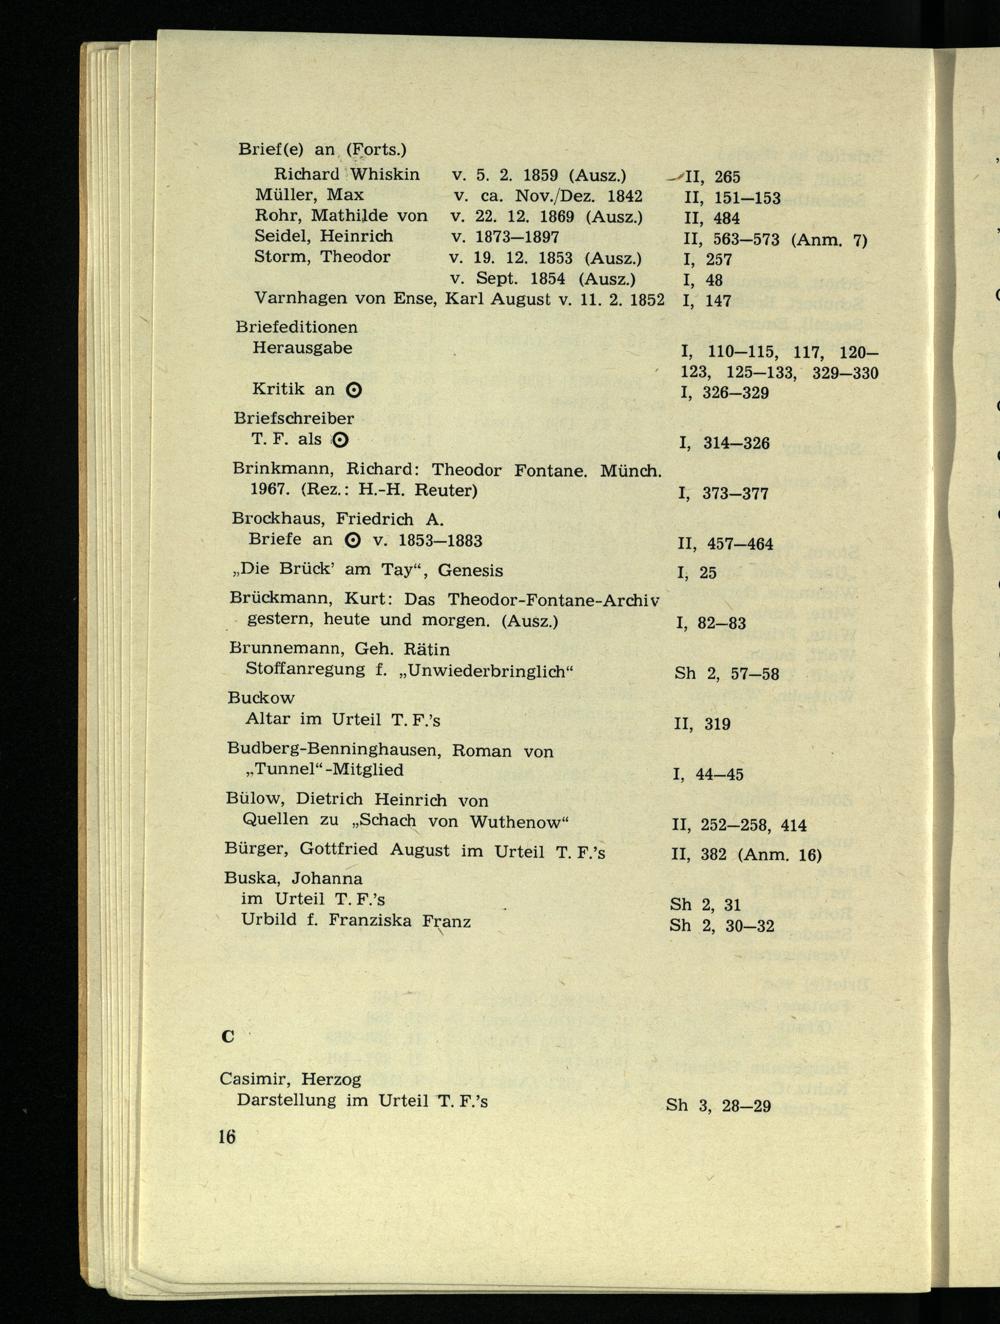 Brief(e) an (Forts.)
Richard Whiskin v. 5. 2. 1859 (Ausz.) II, 265
Müller, Max v. ca. Nov./Dez. 1842 II, 151—153
Rohr, Mathilde von v. 22. 12. 1869 (Ausz.) II, 484
Seidel, Heinrich v. 1873—1897 II, 563—573 (Anm. 7)
Storm, Theodor v. 19. 12. 1853 (Ausz.) I, 257
v. Sept. 1854 (Ausz.) I, 48
Varnhagen von Ense, Karl August v. 11. 2. 1852 I, 147
Briefeditionen
Herausgabe I, 110—115, 117, 120—
123, 125—133, 329—330
Kritik an ⊙ I, 326—329
Briefschreiber
T. F. als ⊙ I, 314—326
Brinkmann, Richard: Theodor Fontane. Münch.
1967. (Rez.: H.-H. Reuter) I, 373—377
Brockhaus, Friedrich A.
Briefe an ⊙ v. 1853—1883 II, 457—464
„Die Brück' am Tay“, Genesis I, 25
Brückmann, Kurt: Das Theodor-Fontane-Archiv
gestern, heute und morgen. (Ausz.) I, 82—83
Brunnemann, Geh. Rätin
Stoffanregung f. „Unwiederbringlich“ Sh 2, 57—58
Buckow
Altar im Urteil T. F.'s II, 319
Budberg-Benninghausen, Roman von
„Tunnel“-Mitglied I, 44—45
Bülow, Dietrich Heinrich von
Quellen zu „Schach von Wuthenow“ II, 252—258, 414
Bürger, Gottfried August im Urteil T. F.'s II, 382 (Anm. 16)
Buska, Johanna
im Urteil T. F.'s Sh 2, 31
Urbild f. Franziska Franz Sh 2, 30—32
C
Casimir, Herzog
Darstellung im Urteil T. F.'s Sh 3, 28—29
16